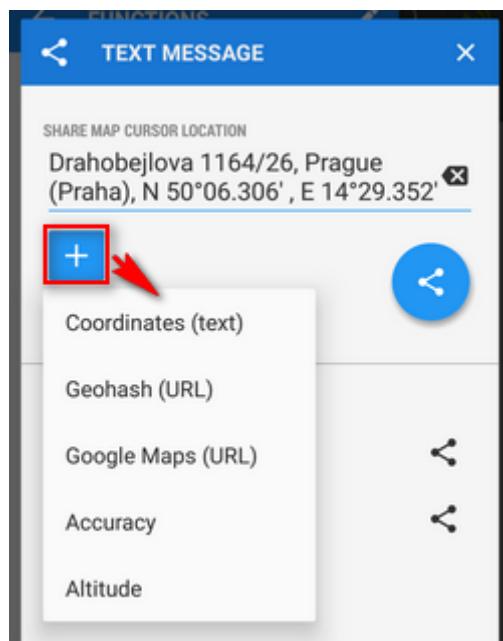 FUNCTIONS
TEXT MESSAGE
SHARE MAP CURSOR LOCATION
Drahobejlova 1164/26, Prague
(Praha), N 50°06.306' , E 14°29.352'
Coordinates (text)
Geohash (URL)
Google Maps (URL)
Accuracy
Altitude